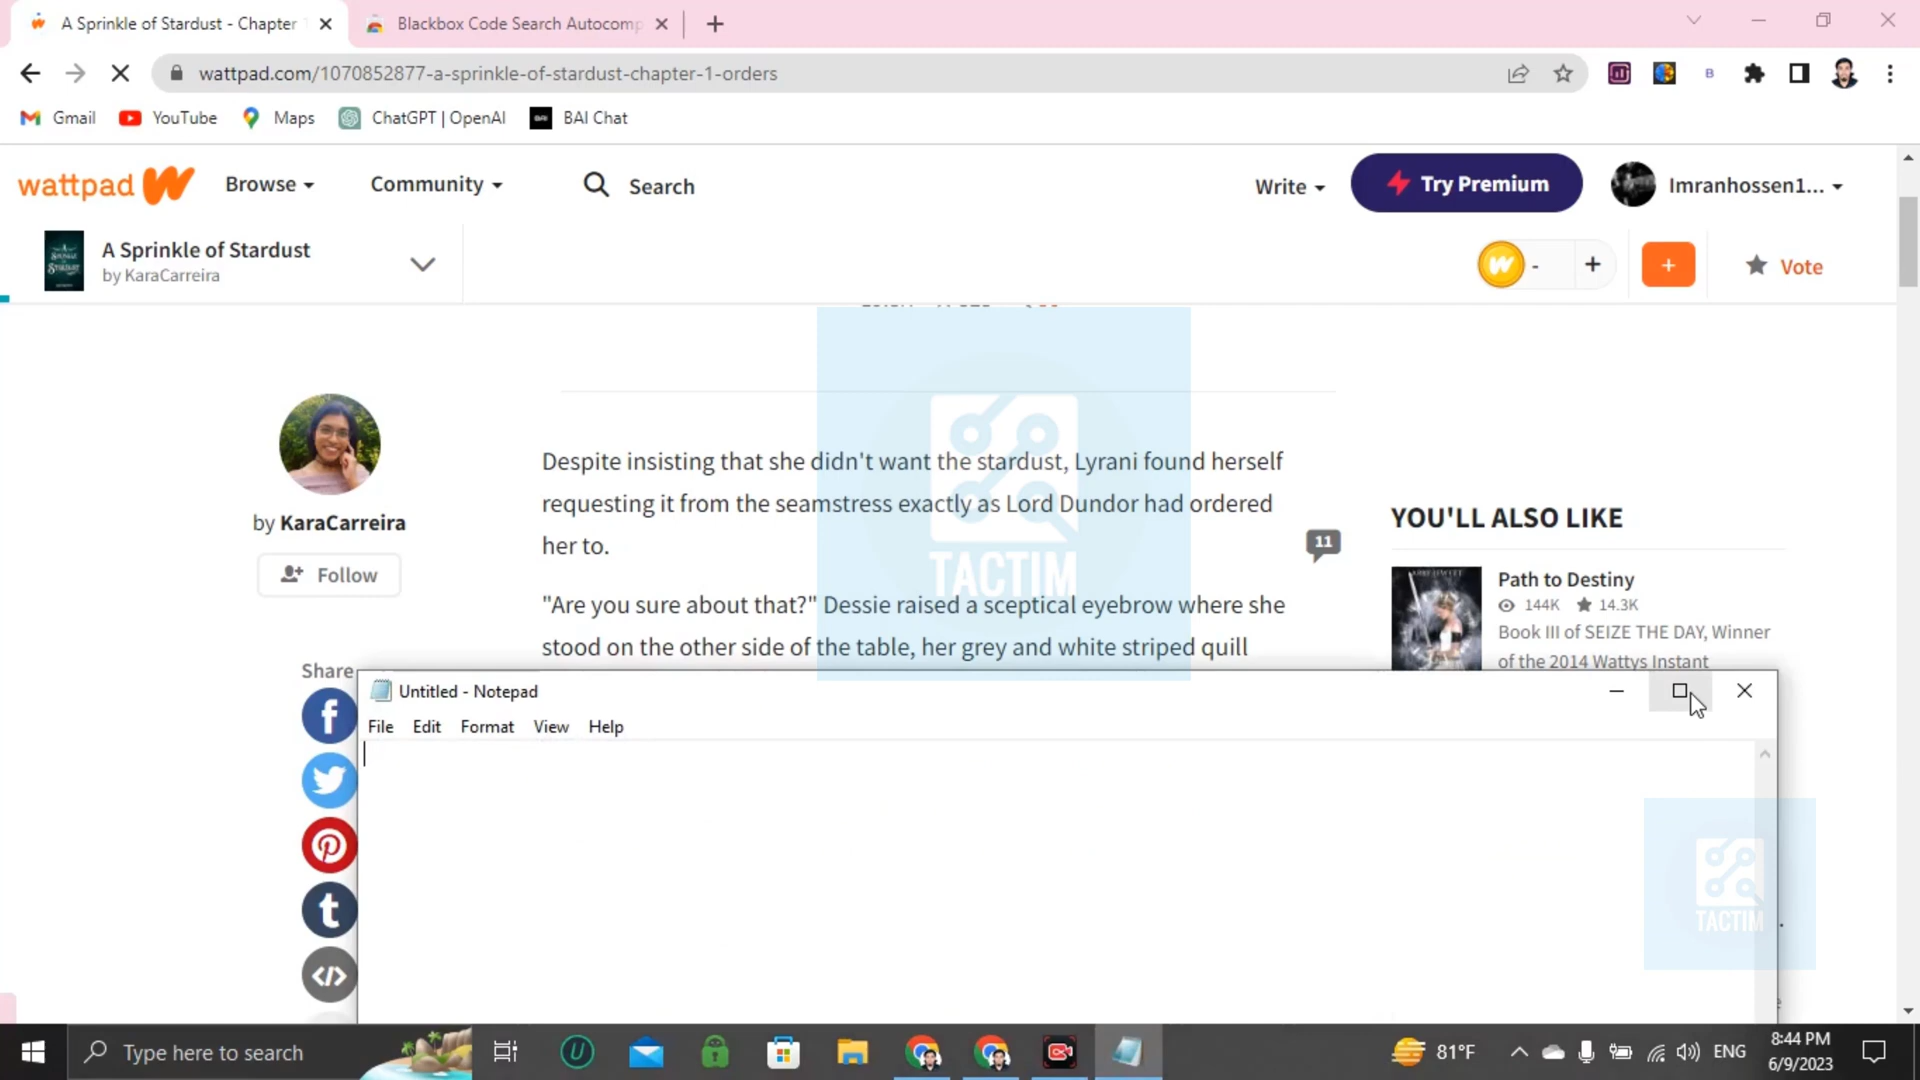 A Sprinkle of Stardust - Chapter
Blackbox Code Search Autocomp
wattpad.com/1070852877-a-sprinkle-of-stardust-chapter-1-orders
B
Gmail
YouTube
Maps
ChatGPT | OpenAI
BAI Chat
wattpad
Browse
Community
Search
Write
Try Premium
Imranhossen1...
A Sprinkle of Stardust
by KaraCarreira
-
+
+
Vote
Despite insisting that she didn't want the stardust, Lyrani found herself
requesting it from the seamstress exactly as Lord Dundor had ordered
her to.
11
"Are you sure about that?" Dessie raised a sceptical eyebrow where she
stood on the other side of the table, her grey and white striped quill
TACTIM
by KaraCarreira
Follow
Share
YOU'LL ALSO LIKE
Path to Destiny
144K 14.3K
Book III of SEIZE THE DAY, Winner
of the 2014 Wattys Instant
Untitled - Notepad
File Edit Format View Help
TACTIM
Type here to search
81°F
ENG
8:44 PM
6/9/2023